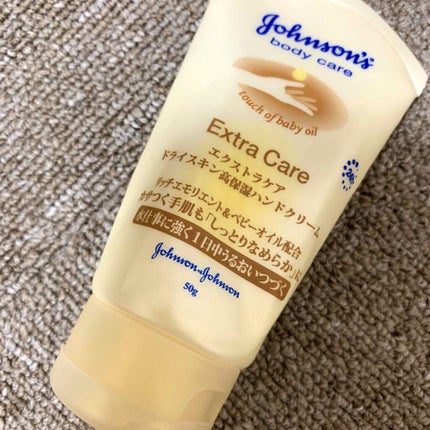 Johnson's
body care
touch of baby oil
Extra Care
エクストラケア
ドライスキン高保湿ハンドクリーム
リッチエモリエント&ベビーオイル配合
カサつく手肌も「しっとりなめらか」に
水仕事に強く1日中うるおいつづく
Johnson&Johnson
50g